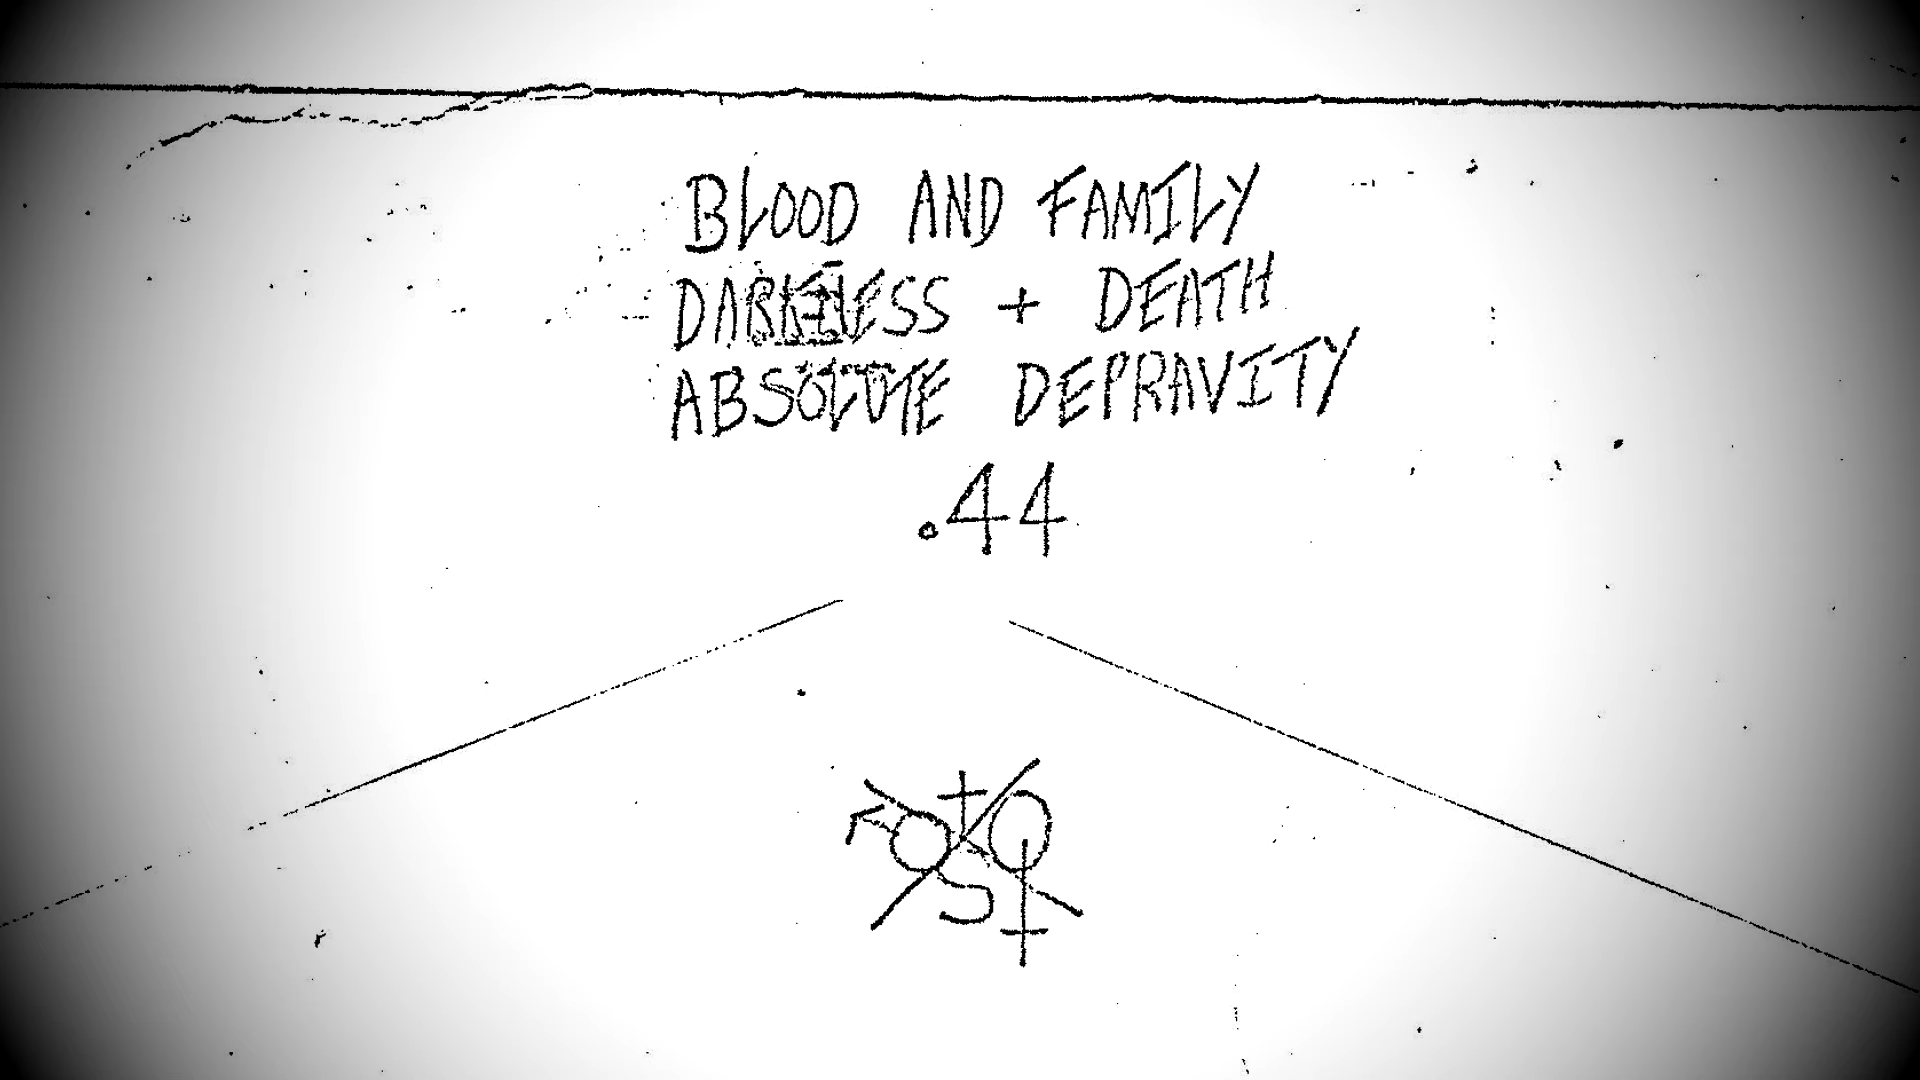 BLOOD AND FAMILY
DARKNESS + DEATH
ABSOLUTE DEPRAVITY
.44